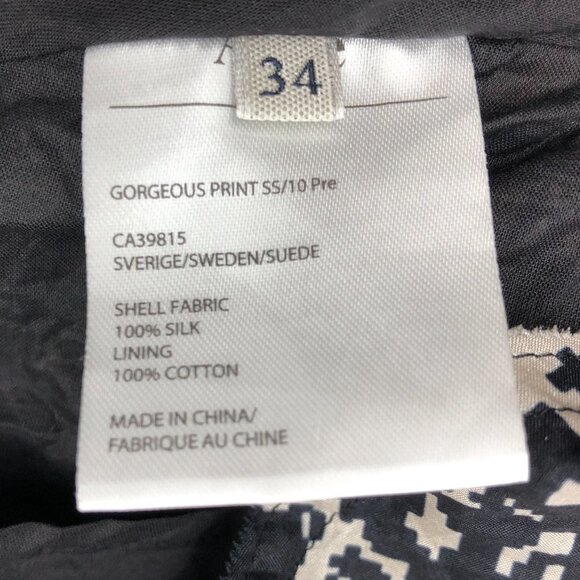 34
GORGEOUS PRINT SS/10 Pre
CA39815
SVERIGE/SWEDEN/SUEDE
SHELL FABRIC
100% SILK
LINING
100% COTTON
MADE IN CHINA/
FABRIQUE AU CHINE